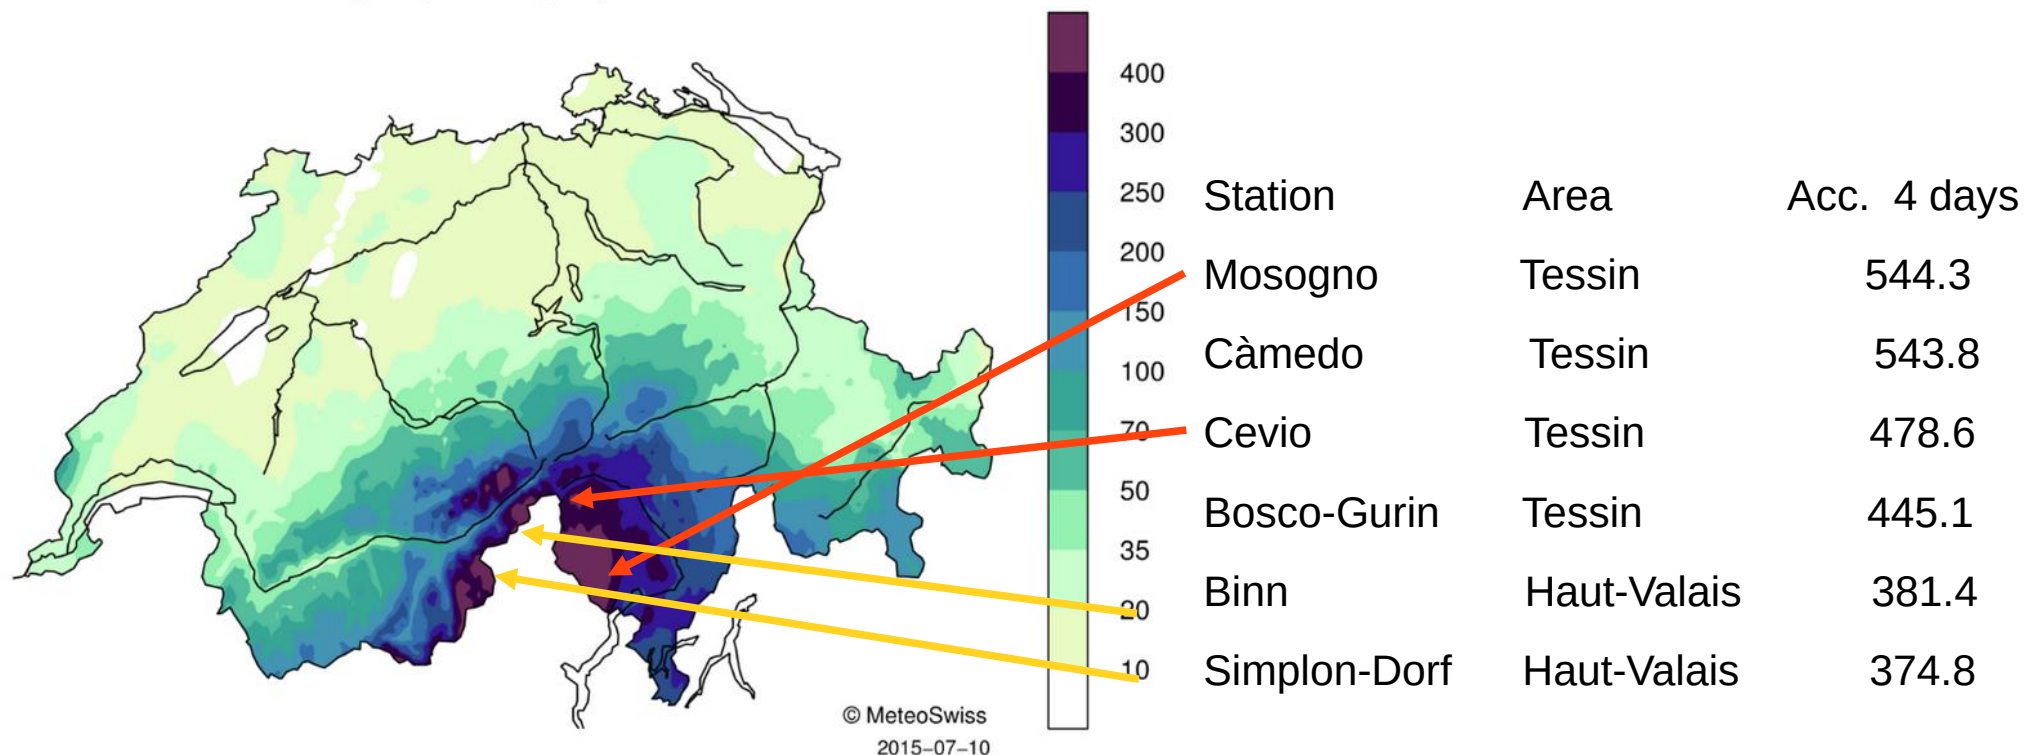 400
300
250
200
150
100
70
50
35
20
10
© MeteoSwiss
2015-07-10
Station Area Acc. 4 days
Mosogno Tessin 544.3
Càmedo Tessin 543.8
Cevio Tessin 478.6
Bosco-Gurin Tessin 445.1
Binn Haut-Valais 381.4
Simplon-Dorf Haut-Valais 374.8